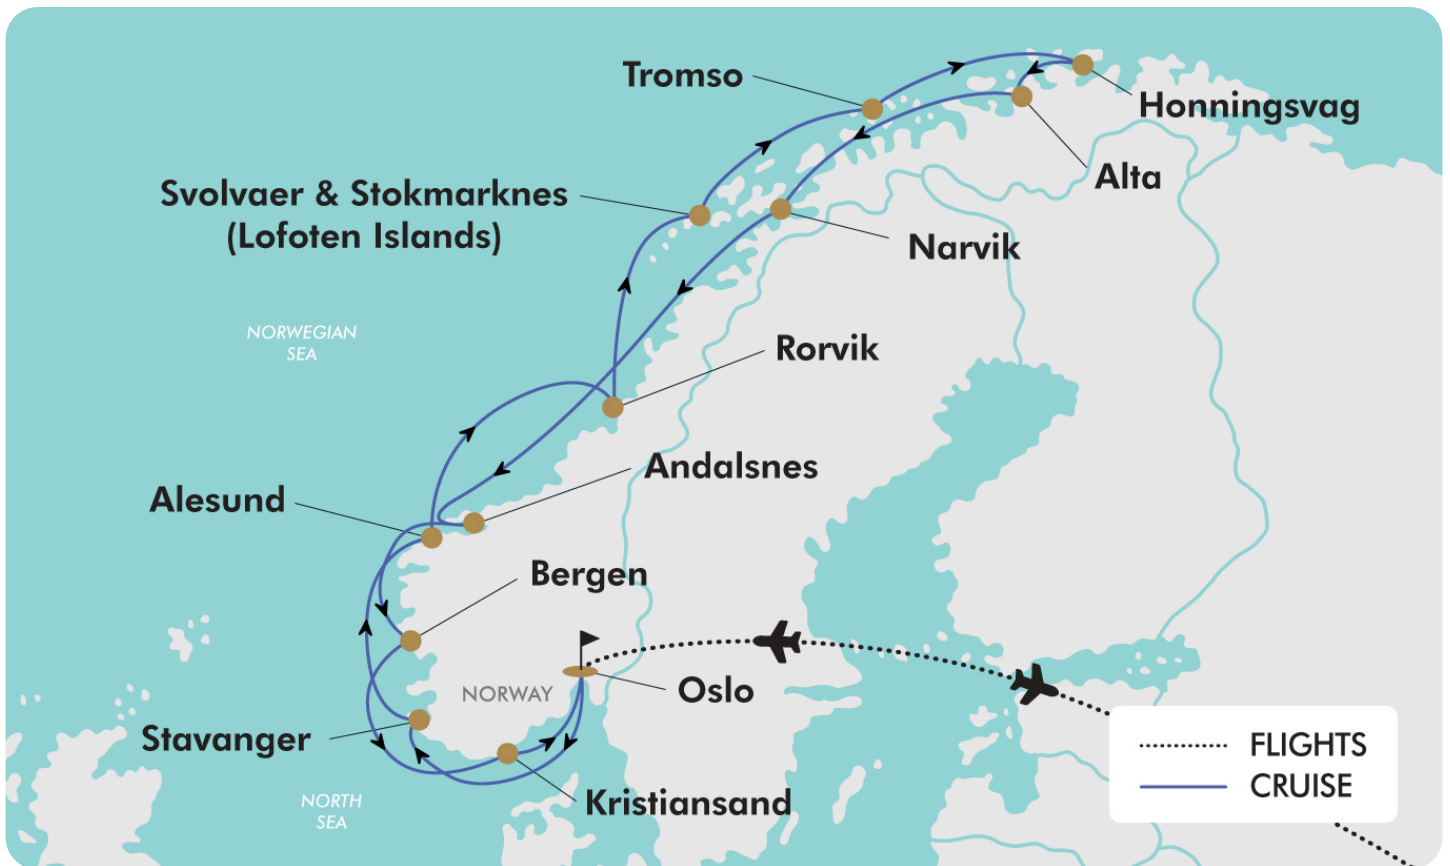 Tromso
Honningsvag
Alta
Svolvaer & Stokmarknes
(Lofoten Islands)
Narvik
NORWEGIAN
SEA
Rorvik
Andalsnes
Alesund
Bergen
NORWAY
Oslo
Stavanger
FLIGHTS
CRUISE
NORTH
SEA
Kristiansand